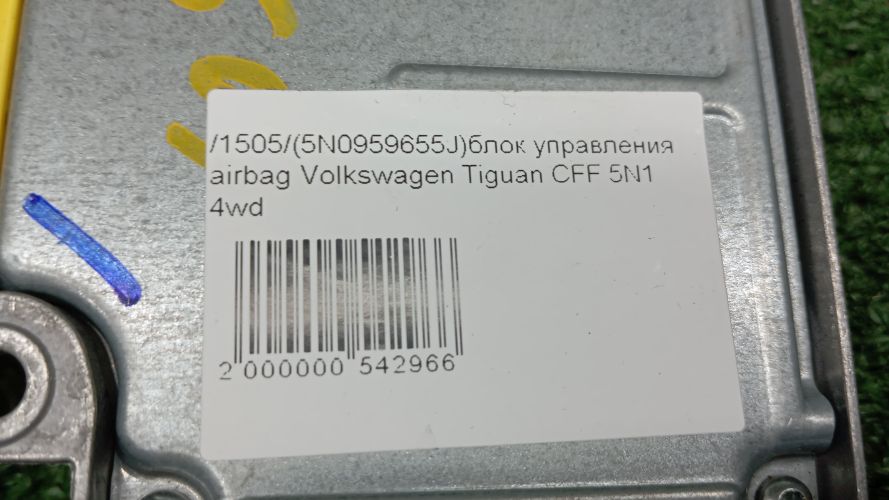 /1505/(5N0959655J)блок управления
airbag Volkswagen Tiguan CFF 5N1
4wd
2 000000 542966